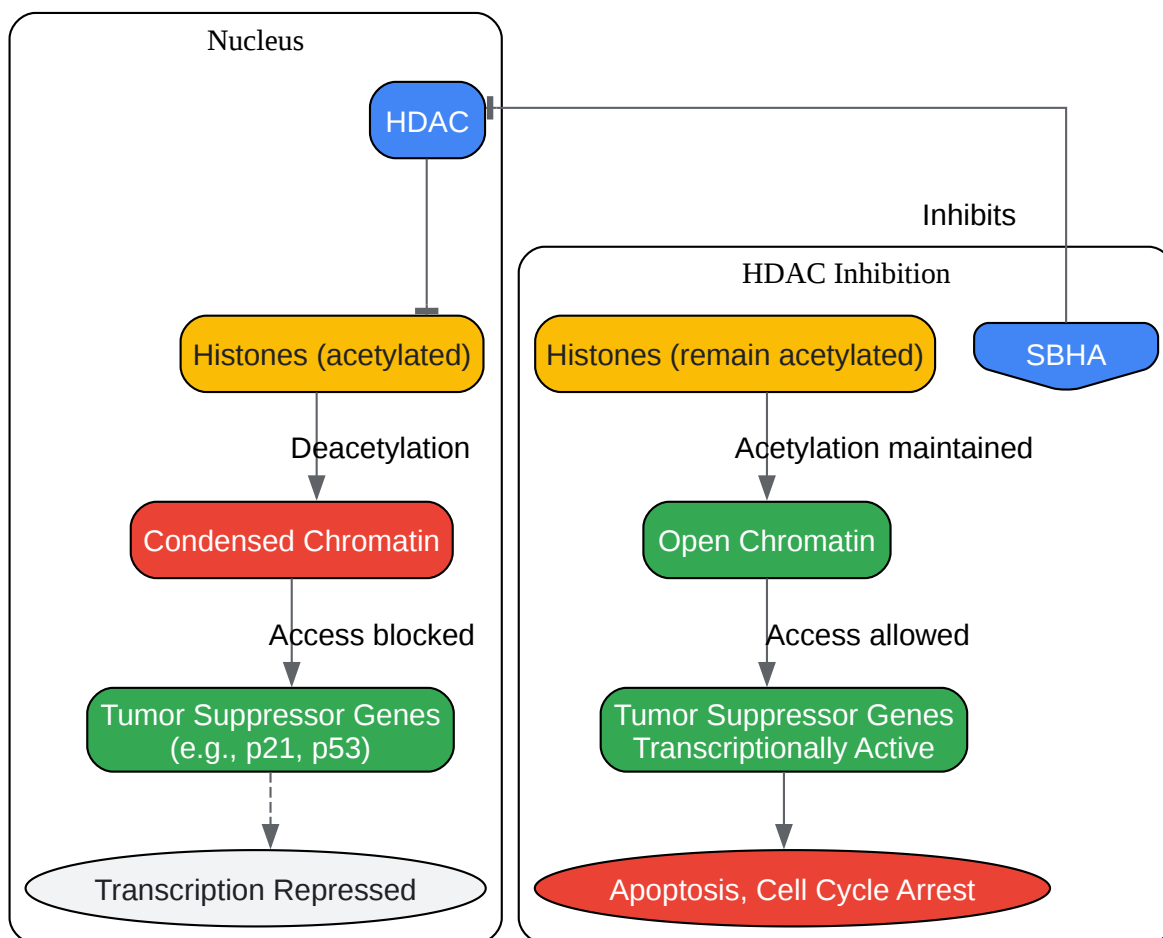 Nucleus
HDAC
Inhibits
HDAC Inhibition
Histones (acetylated)
Histones (remain acetylated)
SBHA
Deacetylation
Acetylation maintained
Condensed Chromatin
Open Chromatin
Access blocked
Access allowed
Tumor Suppressor Genes
(e.g., p21, p53)
Tumor Suppressor Genes
Transcriptionally Active
Transcription Repressed
Apoptosis, Cell Cycle Arrest